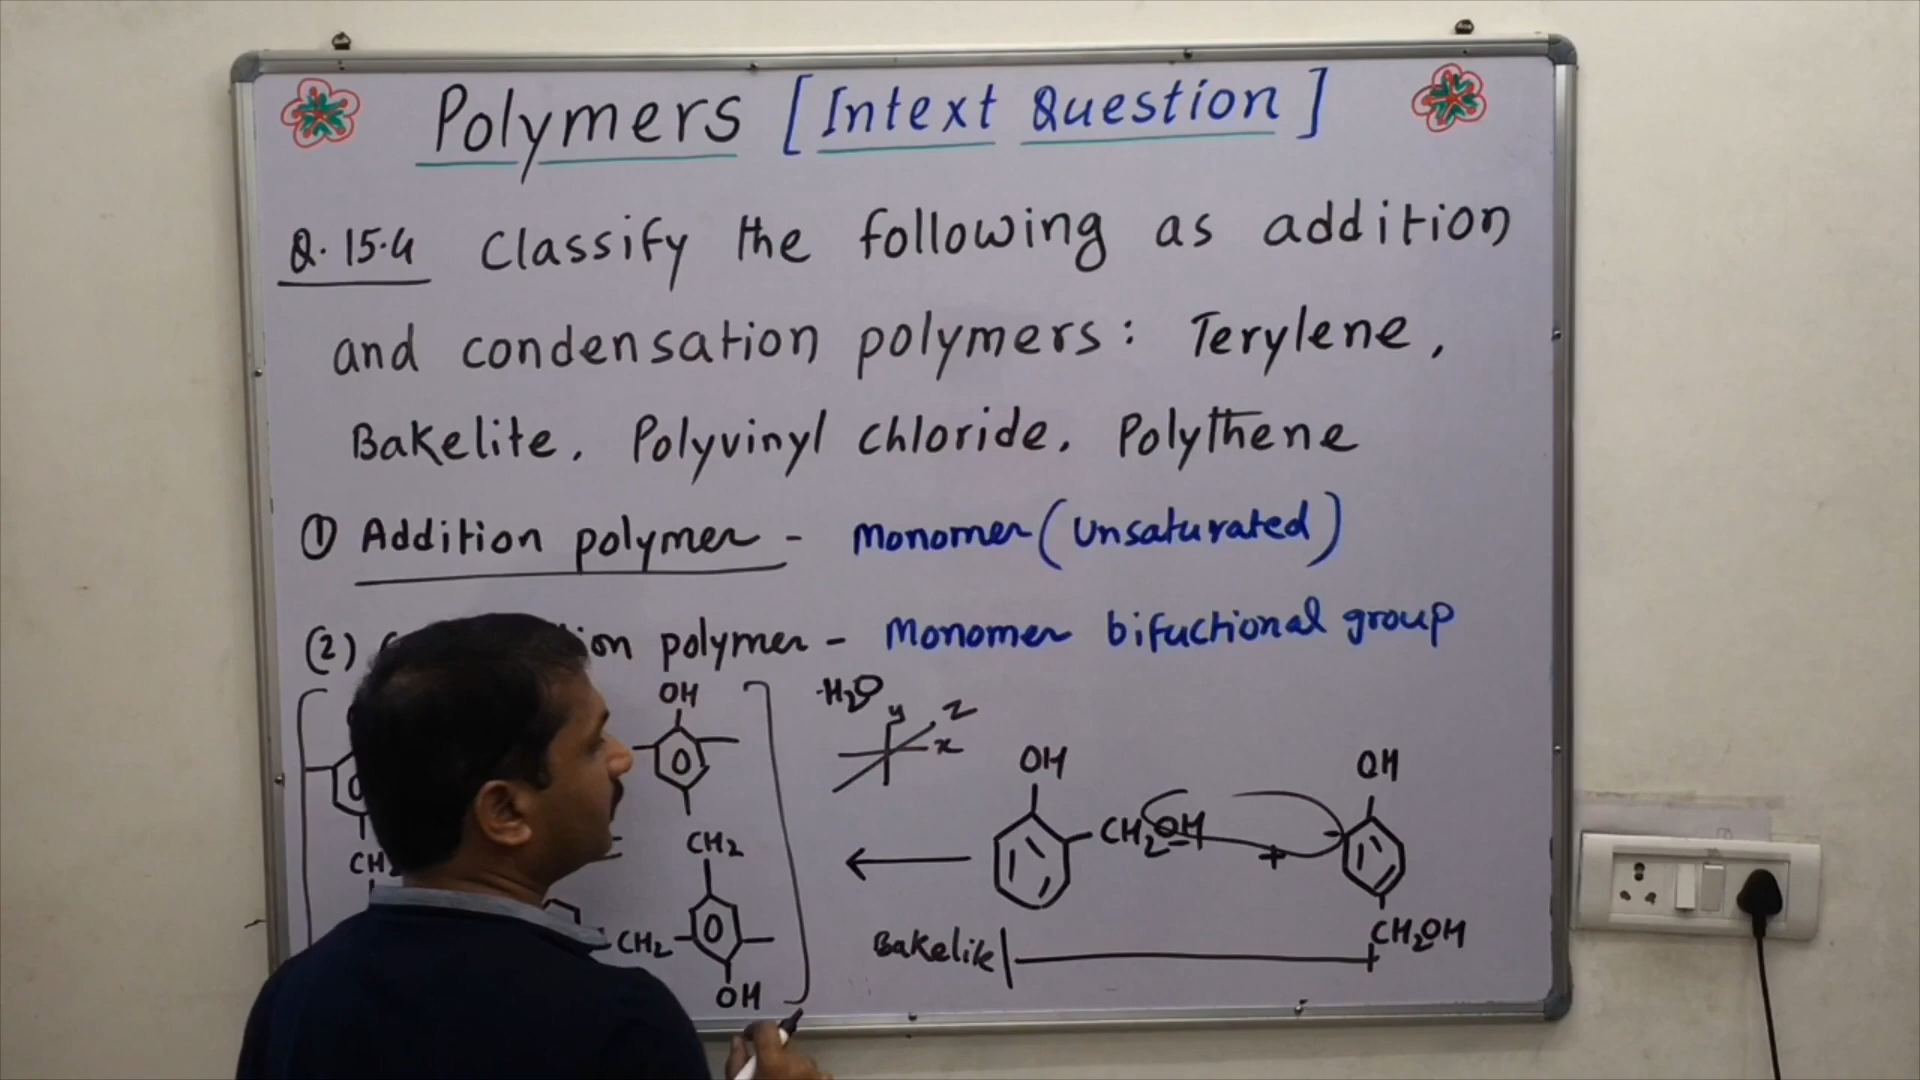 Polymers [Intext Question]
Q. 15.4 Classify the following as addition
and condensation polymers: Terylene,
Bakelite, Polyvinyl chloride, Polythene
① Addition polymer - Monomer (Unsaturated)
(2) polymer - Monomer bifuctional group
OH
-H₂O
y
z
x
OH
OH
CH₂OH
+
CH₂
CH₂
CH₂OH
Bakelite
OH